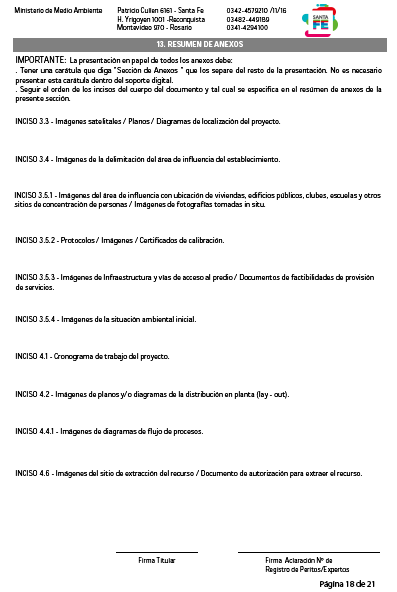 Ministerio de Medio Ambiente
Patricio Cullen 6161 - Santa Fe
H. Yrigoyen 1001 -Reconquista
Montevideo 970 - Rosario
0342-4579210 /11/16
03482-449189
0341-4294100
SANTA
FE
13. RESUMEN DE ANEXOS
IMPORTANTE: La presentación en papel de todos los anexos debe:
. Tener una carátula que diga "Sección de Anexos " que los separe del resto de la presentación. No es necesario
presentar esta carátula dentro del soporte digital.
. Seguir el orden de los incisos del cuerpo del documento y tal cual se especifica en el resúmen de anexos de la
presente sección.
INCISO 3.3 - Imágenes satelitales / Planos / Diagramas de localización del proyecto.
INCISO 3.4 - Imágenes de la delimitación del área de influencia del establecimiento.
INCISO 3.5.1 - Imágenes del área de influencia con ubicación de viviendas, edificios públicos, clubes, escuelas y otros
sitios de concentración de personas / Imágenes de fotografías tomadas in situ.
INCISO 3.5.2 - Protocolos / Imágenes / Certificados de calibración.
INCISO 3.5.3 - Imágenes de Infraestructura y vías de acceso al predio / Documentos de factibilidades de provisión
de servicios.
INCISO 3.5.4 - Imágenes de la situación ambiental inicial.
INCISO 4.1 - Cronograma de trabajo del proyecto.
INCISO 4.2 - Imágenes de planos y/o diagramas de la distribución en planta (lay - out).
INCISO 4.4.1 - Imágenes de diagramas de flujo de procesos.
INCISO 4.6 - Imágenes del sitio de extracción del recurso / Documento de autorización para extraer el recurso.
Firma Titular
Firma Aclaración Nº de
Registro de Peritos/Expertos
Página 18 de 21